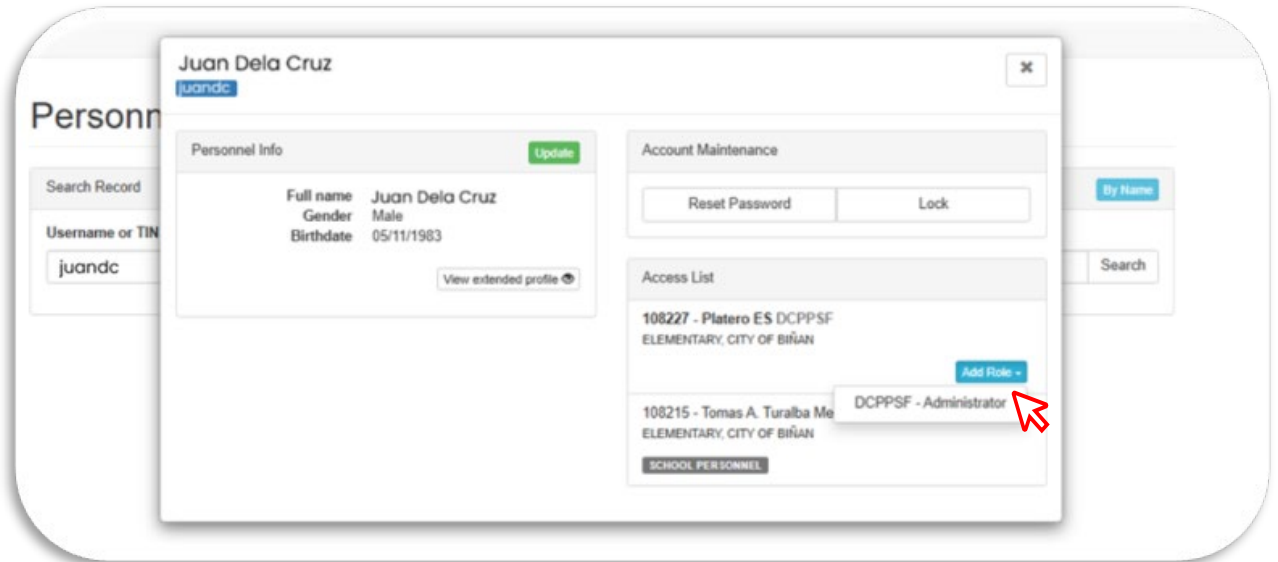 Juan Dela Cruz
juandc
Personn
Personnel Info
Update
Full name Juan Dela Cruz
Gender Male
Birthdate 05/11/1983
View extended profile
Account Maintenance
Reset Password
Lock
Access List
108227 - Platero ES DCPPSF
ELEMENTARY, CITY OF BIÑAN
Add Role
DCPPSF - Administrator
108215 - Tomas A. Turalba Me
ELEMENTARY, CITY OF BIÑAN
SCHOOL PERSONNEL
Search Record
By Name
Username or TIN
juandc
Search